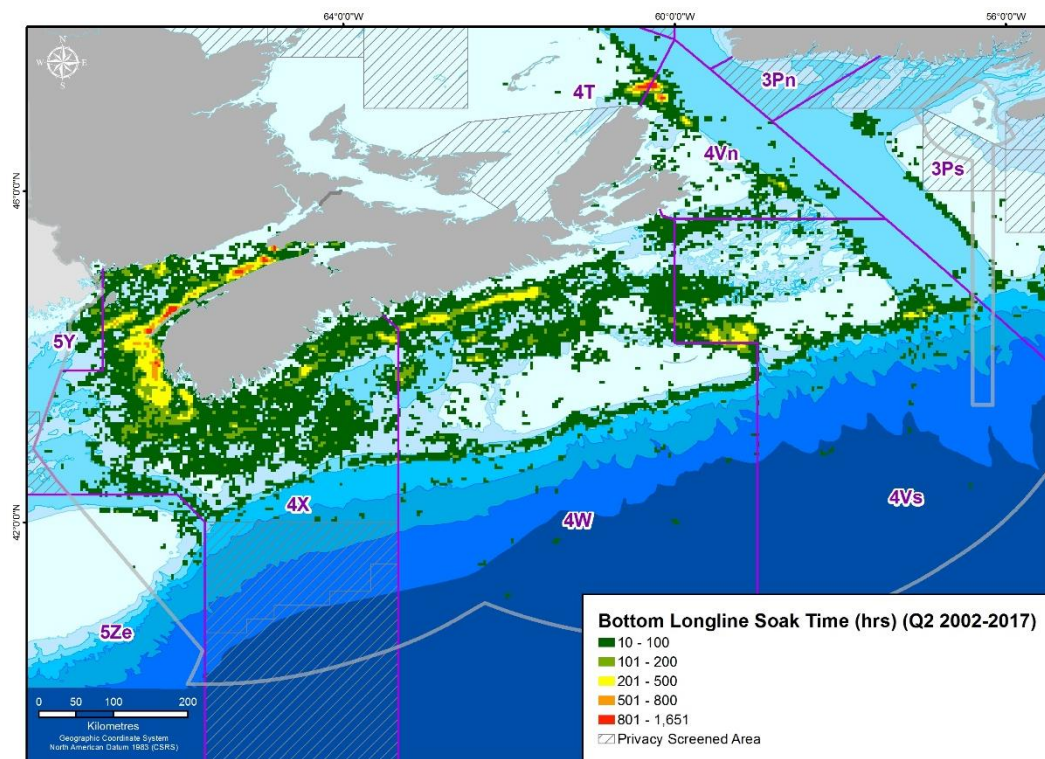 64°0'0"W 60°0'0"W 56°0'0"W
N
W E
S
3Pn
4T
4Vn
3Ps
46°0'0"N
5Y
42°0'0"N
4X
4W
4Vs
5Ze
Bottom Longline Soak Time (hrs) (Q2 2002-2017)
10 - 100
101 - 200
201 - 500
501 - 800
801 - 1,651
Privacy Screened Area
0 50 100 200
Kilometres
Geographic Coordinate System
North American Datum 1983 (CSRS)